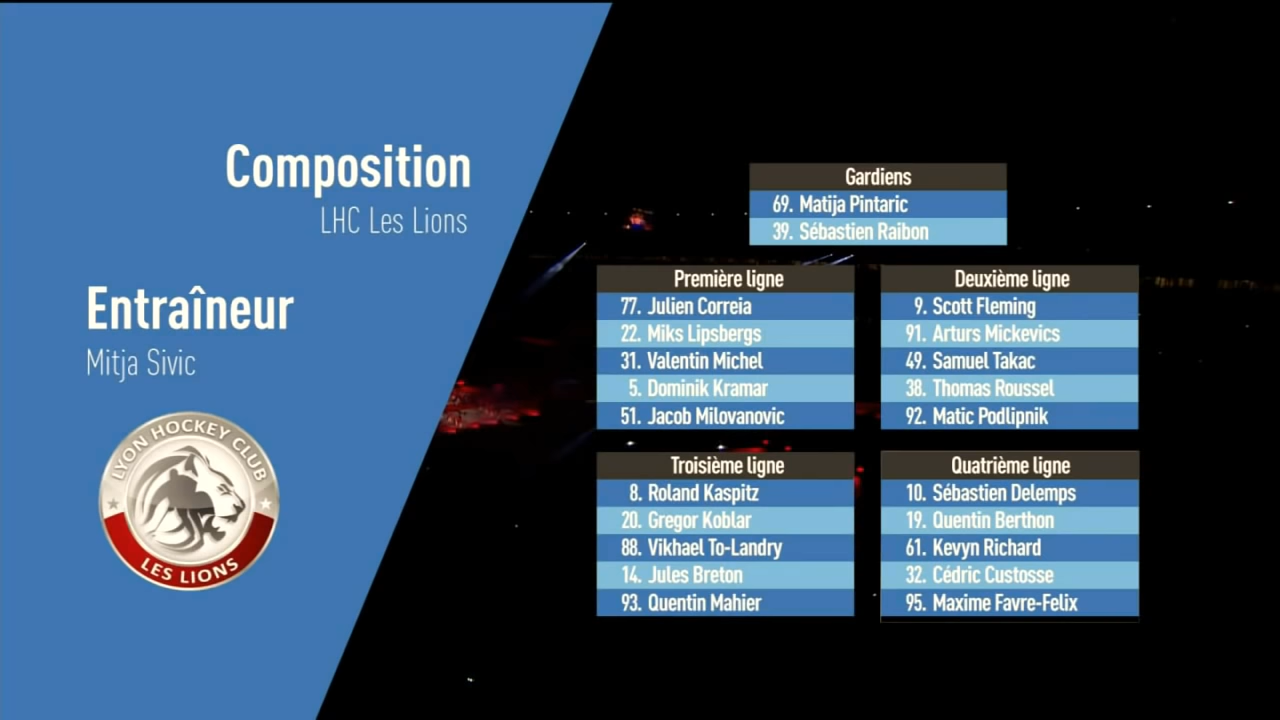 Composition
LHC Les Lions
Entraîneur
Mitja Sivic
LYON HOCKEY CLUB
LES LIONS
Gardiens
69. Matija Pintaric
39. Sébastien Raibon
Première ligne
77. Julien Correia
22. Miks Lipsbergs
31. Valentin Michel
5. Dominik Kramar
51. Jacob Milovanovic
Deuxième ligne
9. Scott Fleming
91. Arturs Mickevics
49. Samuel Takac
38. Thomas Roussel
92. Matic Podlipnik
Troisième ligne
8. Roland Kaspitz
20. Gregor Koblar
88. Vikhael To-Landry
14. Jules Breton
93. Quentin Mahier
Quatrième ligne
10. Sébastien Delemps
19. Quentin Berthon
61. Kevyn Richard
32. Cédric Custosse
95. Maxime Favre-Felix